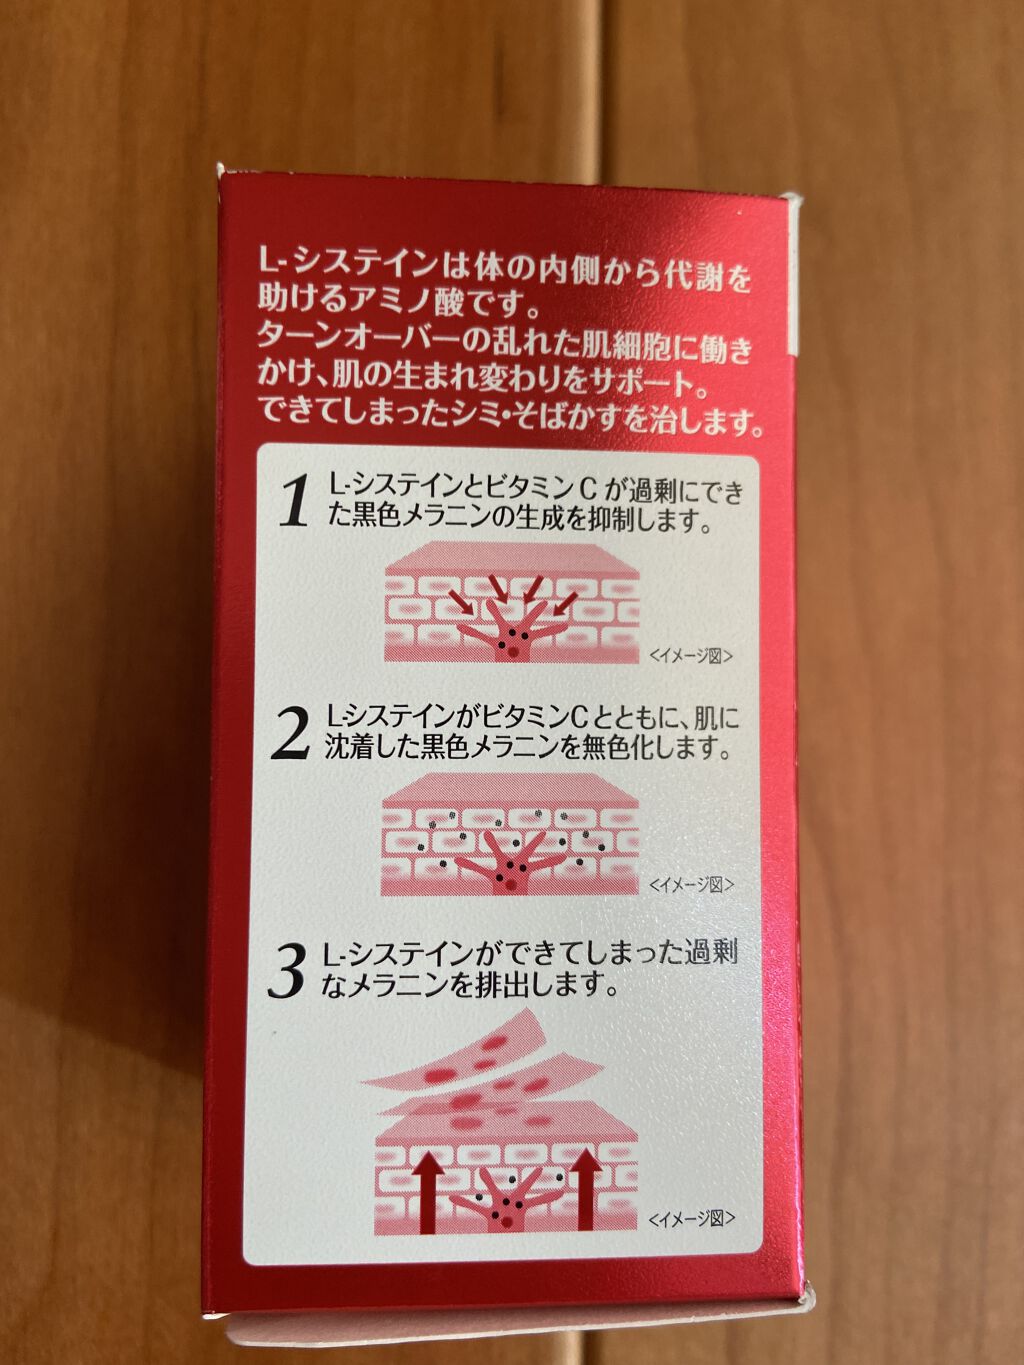 L-システインは体の内側から代謝を
助けるアミノ酸です。
ターンオーバーの乱れた肌細胞に働き
かけ、肌の生まれ変わりをサポート。
できてしまったシミ・そばかすを治します。
1 L-システインとビタミンCが過剰にでき
た黒色メラニンの生成を抑制します。
<イメージ図>
2 L-システインがビタミンCとともに、肌に
沈着した黒色メラニンを無色化します。
<イメージ図>
3 L-システインができてしまった過剰
なメラニンを排出します。
<イメージ図>